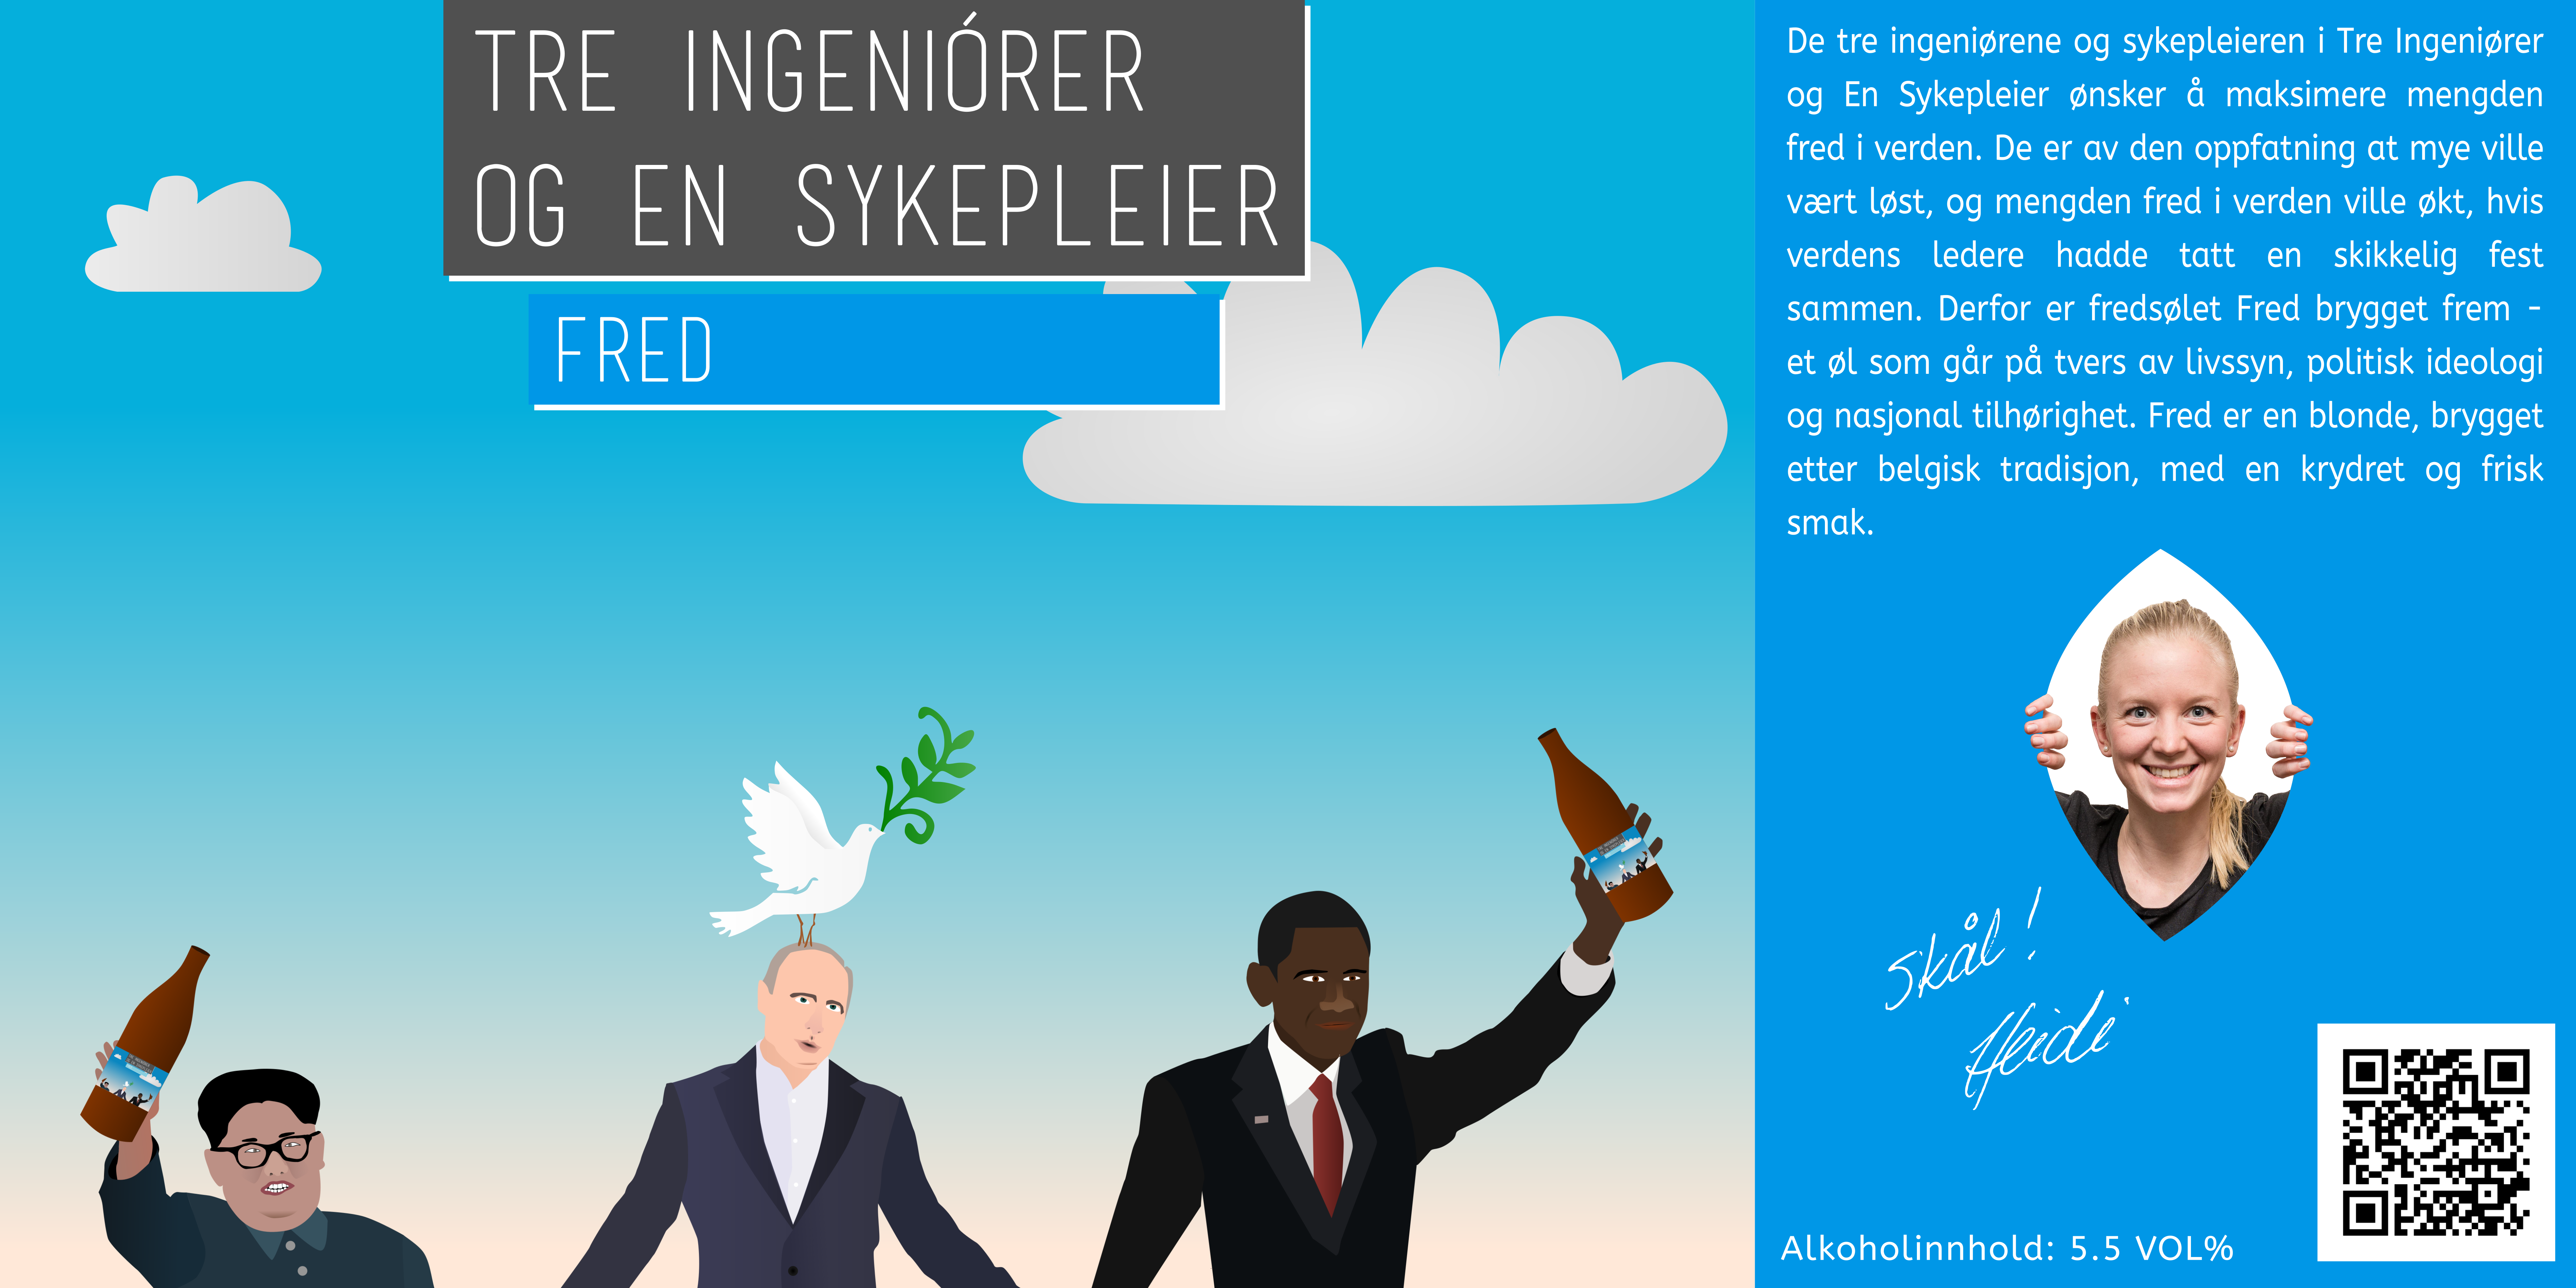 TRE INGENIÓRER
OG EN SYKEPLEIER
FRED
De tre ingeniørene og sykepleieren i Tre Ingeniører
og En Sykepleier ønsker å maksimere mengden
fred i verden. De er av den oppfatning at mye ville
vært løst, og mengden fred i verden ville økt, hvis
verdens ledere hadde tatt en skikkelig fest
sammen. Derfor er fredsølet Fred brygget frem -
et øl som går på tvers av livssyn, politisk ideologi
og nasjonal tilhørighet. Fred er en blonde, brygget
etter belgisk tradisjon, med en krydret og frisk
smak.
Skål!
Heidi
Alkoholinnhold: 5.5 VOL%